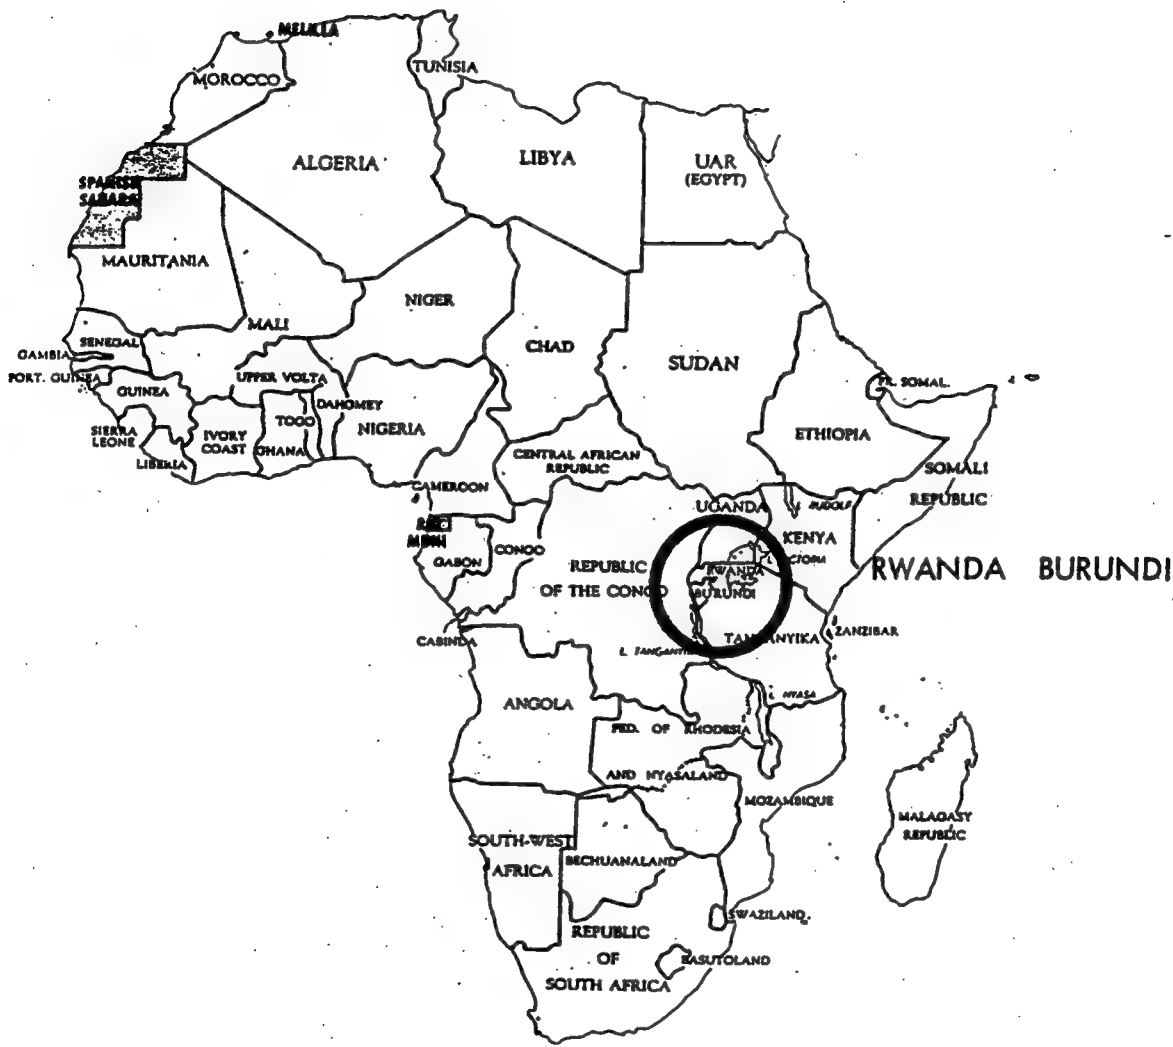 MELILLA
TUNISIA
MOROCCO
ALGERIA
LIBYA
UAR
(EGYPT)
SPANISH
SAHARA
MAURITANIA
NIGER
MALI
SENEGAL
GAMBIA
CHAD
SUDAN
PORT. GUINEA
GUINEA
UPPER VOLTA
FR. SOMAL.
DAHOMEY
TOGO
NIGERIA
SIERRA
LEONE
IVORY
COAST
GHANA
ETHIOPIA
LIBERIA
CENTRAL AFRICAN
REPUBLIC
SOMALI
REPUBLIC
CAMEROON
UGANDA
L. RUDOLF
KENYA
RIO
MUNI
CONGO
GABON
REPUBLIC
OF THE CONGO
RWANDA
BURUNDI
RWANDA BURUNDI
CABINDA
TANGANYIKA
ZANZIBAR
L. TANGANYIKA
L. NYASA
ANGOLA
FED. OF RHODESIA
AND NYASALAND
MOZAMBIQUE
MALAGASY
REPUBLIC
SOUTH-WEST
AFRICA
BECHUANALAND
SWAZILAND
REPUBLIC
OF
SOUTH AFRICA
BASUTOLAND